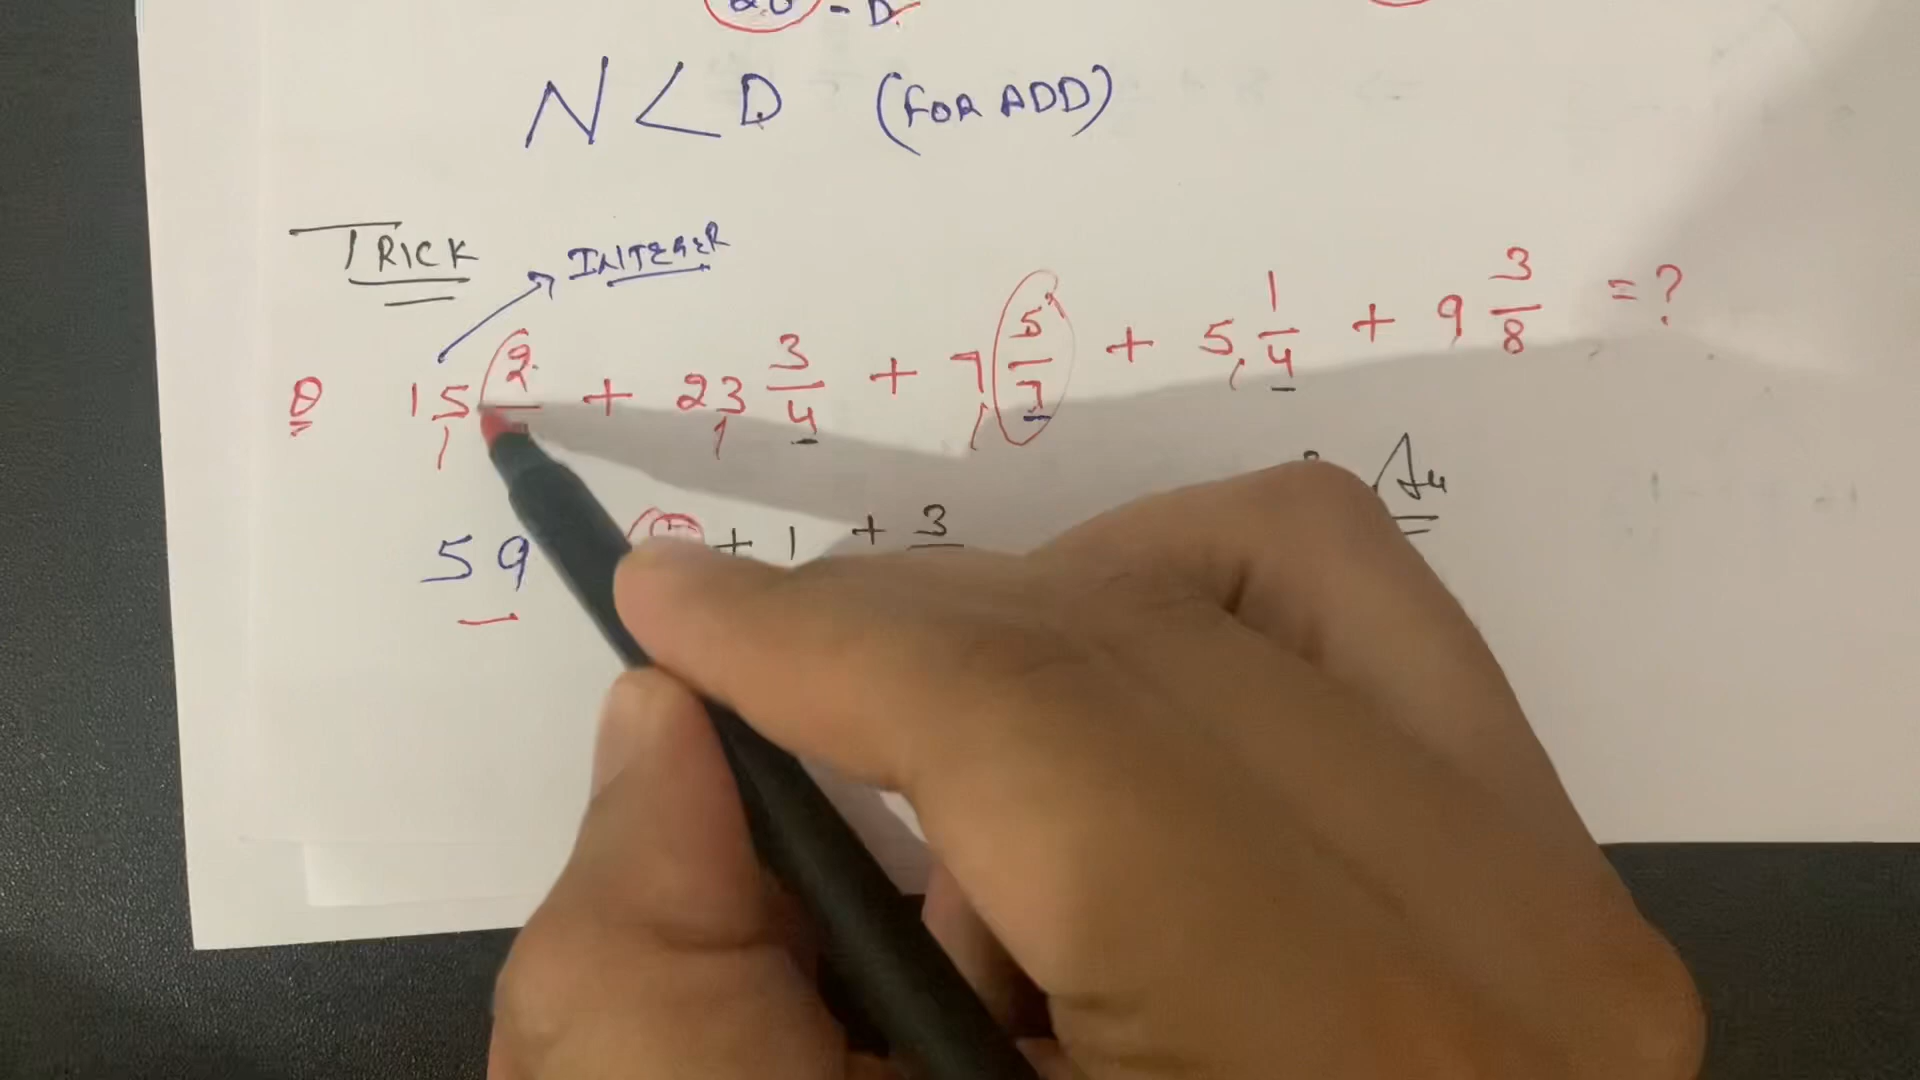 20 - D
N < D (FOR ADD)
TRICK
INTEGER
Q 15 2 + 23 3/4 + 7 5/7 + 5 1/4 + 9 3/8 = ?
59 + 1 + 3